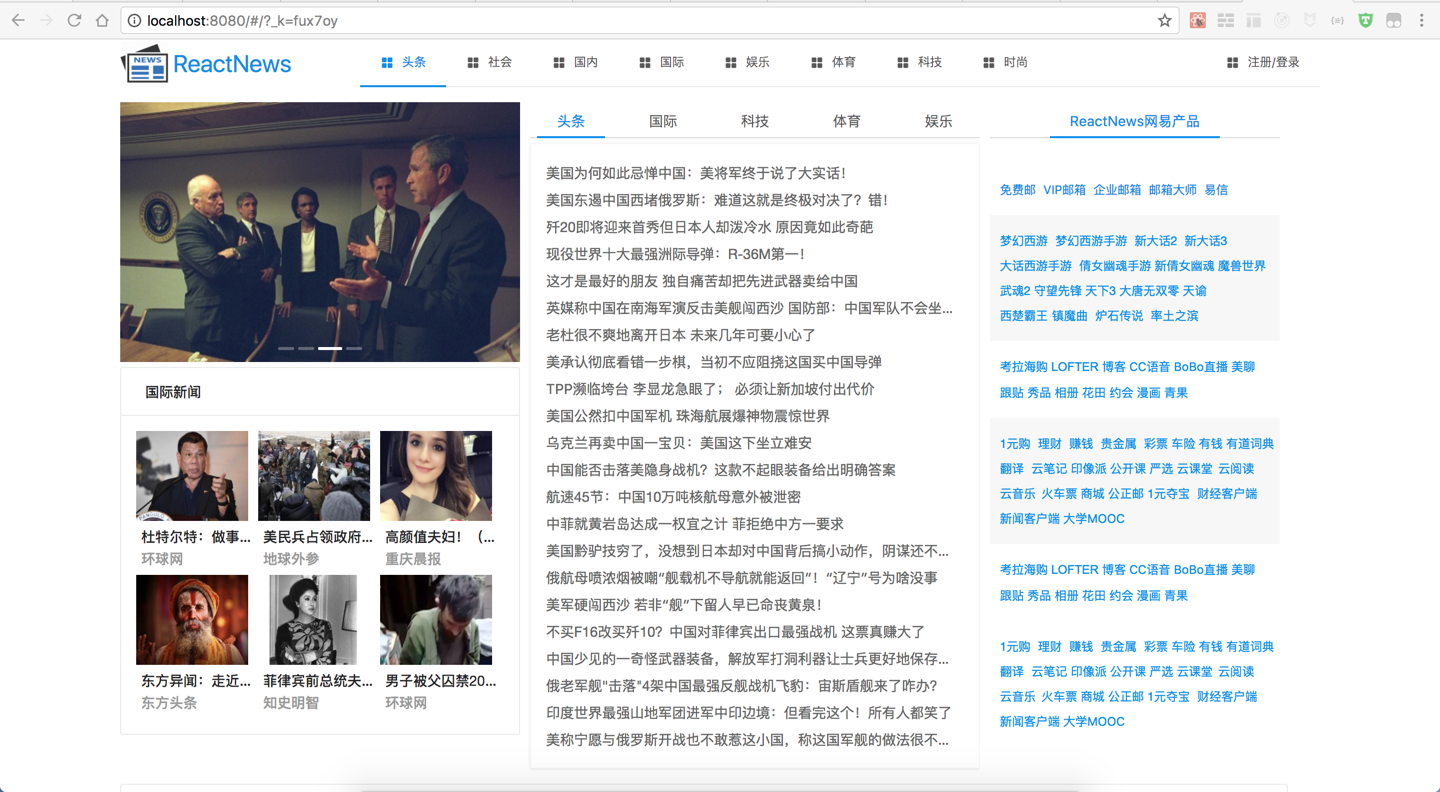 localhost:8080/#/?_k=fux7oy
NEWS
ReactNews
头条 社会 国内 国际 娱乐 体育 科技 时尚 注册/登录
国际新闻
杜特尔特：做事...
环球网
美民兵占领政府...
地球外参
高颜值夫妇！（...
重庆晨报
东方异闻：走近...
东方头条
菲律宾前总统夫...
知史明智
男子被父囚禁20...
环球网
头条 国际 科技 体育 娱乐
美国为何如此忌惮中国：美将军终于说了大实话！
美国东遏中国西堵俄罗斯：难道这就是终极对决了？错！
歼20即将迎来首秀但日本人却泼冷水 原因竟如此奇葩
现役世界十大最强洲际导弹：R-36M第一！
这才是最好的朋友 独自痛苦却把先进武器卖给中国
英媒称中国在南海军演反击美舰闯西沙 国防部：中国军队不会坐...
老杜很不爽地离开日本 未来几年可要小心了
美承认彻底看错一步棋，当初不应阻挠这国买中国导弹
TPP濒临垮台 李显龙急眼了； 必须让新加坡付出代价
美国公然扣中国军机 珠海航展爆神物震惊世界
乌克兰再卖中国一宝贝：美国这下坐立难安
中国能否击落美隐身战机？这款不起眼装备给出明确答案
航速45节：中国10万吨核航母意外被泄密
中菲就黄岩岛达成一权宜之计 菲拒绝中方一要求
美国黔驴技穷了，没想到日本却对中国背后搞小动作，阴谋还不...
俄航母喷浓烟被嘲“舰载机不导航就能返回”！“辽宁”号为啥没事
美军硬闯西沙 若非“舰”下留人早已命丧黄泉！
不买F16改买歼10？中国对菲律宾出口最强战机 这票真赚大了
中国少见的一奇怪武器装备，解放军打洞利器让士兵更好地保存...
俄老军舰"击落"4架中国最强反舰战机飞豹：宙斯盾舰来了咋办？
印度世界最强山地军团进军中印边境：但看完这个！所有人都笑了
美称宁愿与俄罗斯开战也不敢惹这小国，称这国军舰的做法很不...
ReactNews网易产品
免费邮 VIP邮箱 企业邮箱 邮箱大师 易信
梦幻西游 梦幻西游手游 新大话2 新大话3
大话西游手游 倩女幽魂手游 新倩女幽魂 魔兽世界
武魂2 守望先锋 天下3 大唐无双零 天谕
西楚霸王 镇魔曲 炉石传说 率土之滨
考拉海购 LOFTER 博客 CC语音 BoBo直播 美聊
跟贴 秀品 相册 花田 约会 漫画 青果
1元购 理财 赚钱 贵金属 彩票 车险 有钱 有道词典
翻译 云笔记 印像派 公开课 严选 云课堂 云阅读
云音乐 火车票 商城 公正邮 1元夺宝 财经客户端
新闻客户端 大学MOOC
考拉海购 LOFTER 博客 CC语音 BoBo直播 美聊
跟贴 秀品 相册 花田 约会 漫画 青果
1元购 理财 赚钱 贵金属 彩票 车险 有钱 有道词典
翻译 云笔记 印像派 公开课 严选 云课堂 云阅读
云音乐 火车票 商城 公正邮 1元夺宝 财经客户端
新闻客户端 大学MOOC